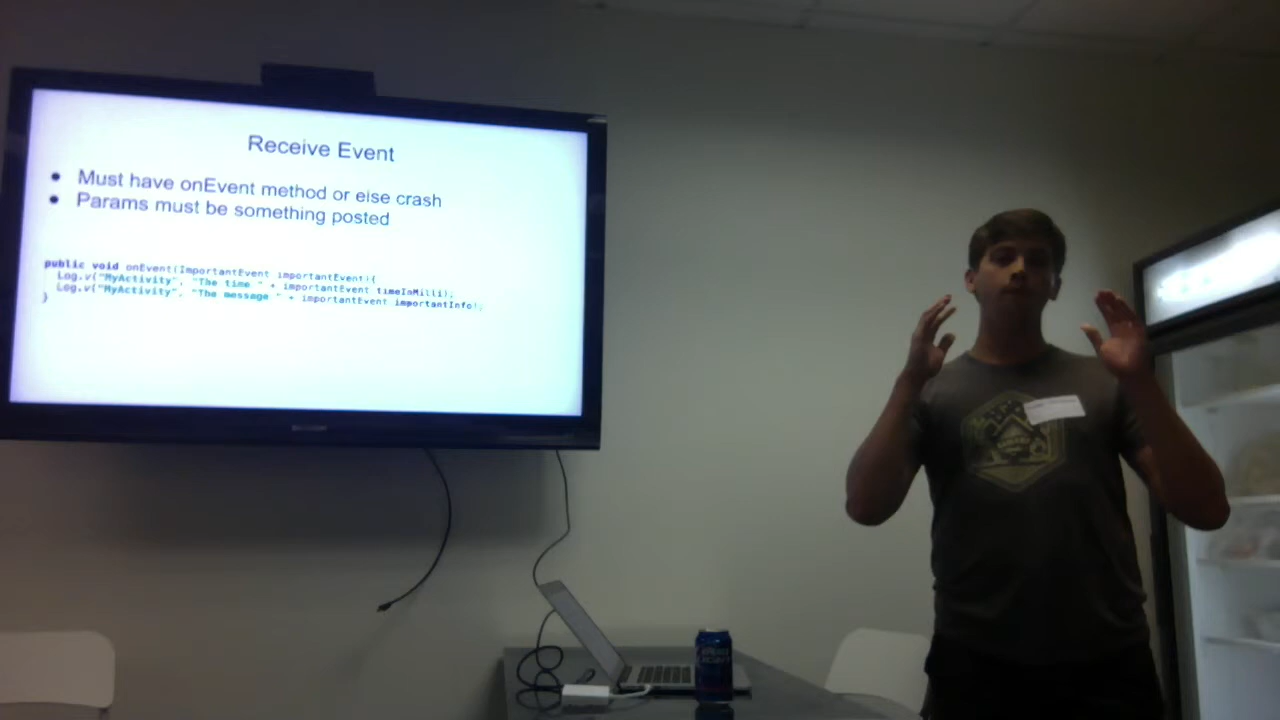 Receive Event
● Must have onEvent method or else crash
● Params must be something posted
public void onEvent(ImportantEvent importantEvent){
Log.v("MyActivity", "The time " + importantEvent timeInMilli);
Log.v("MyActivity", "The message " + importantEvent importantInfo);
}